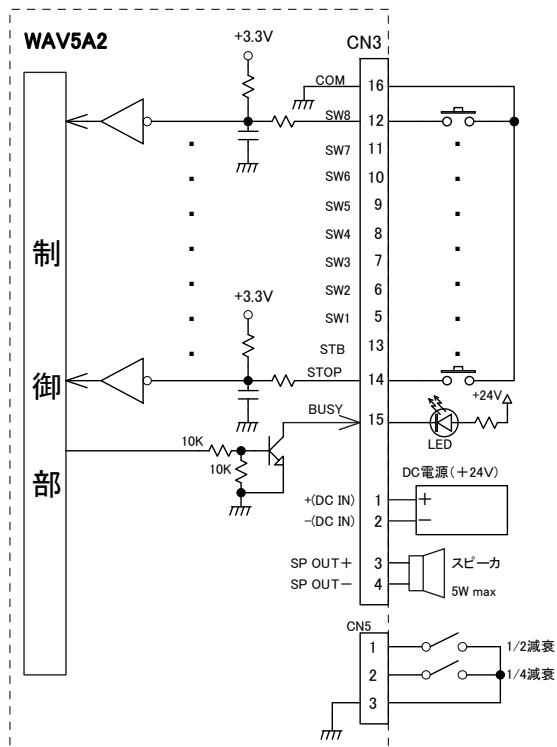 WAV5A2
+3.3V
CN3
COM 16
SW8 12
SW7 11
SW6 10
SW5 9
SW4 8
SW3 7
SW2 6
SW1 5
+3.3V
STB 13
STOP 14
BUSY 15
+24V
LED
10K
10K
制
御
部
DC電源(+24V)
+(DC IN) 1 +
-(DC IN) 2 -
SP OUT+ 3 スピーカ
SP OUT- 4 5W max
CN5
1 1/2減衰
2 1/4減衰
3